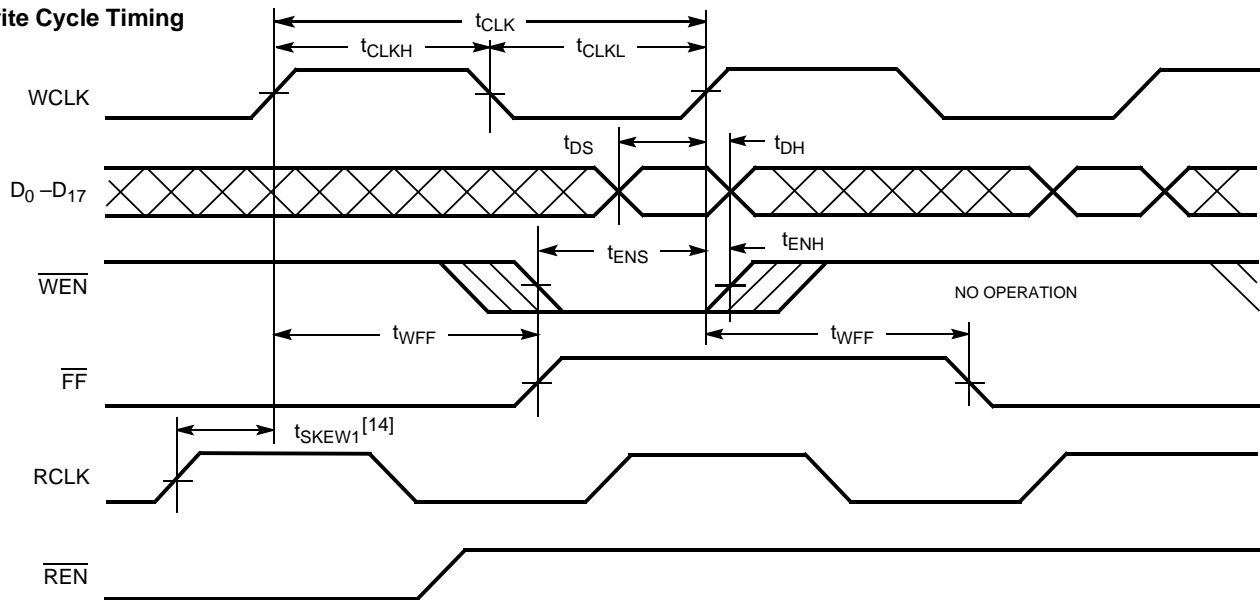 ite Cycle Timing
tCLK
tCLKH
tCLKL
WCLK
tDS
tDH
D0 –D17
tENS
tENH
WEN
NO OPERATION
tWFF
tWFF
FF
tSKEW1[14]
RCLK
REN